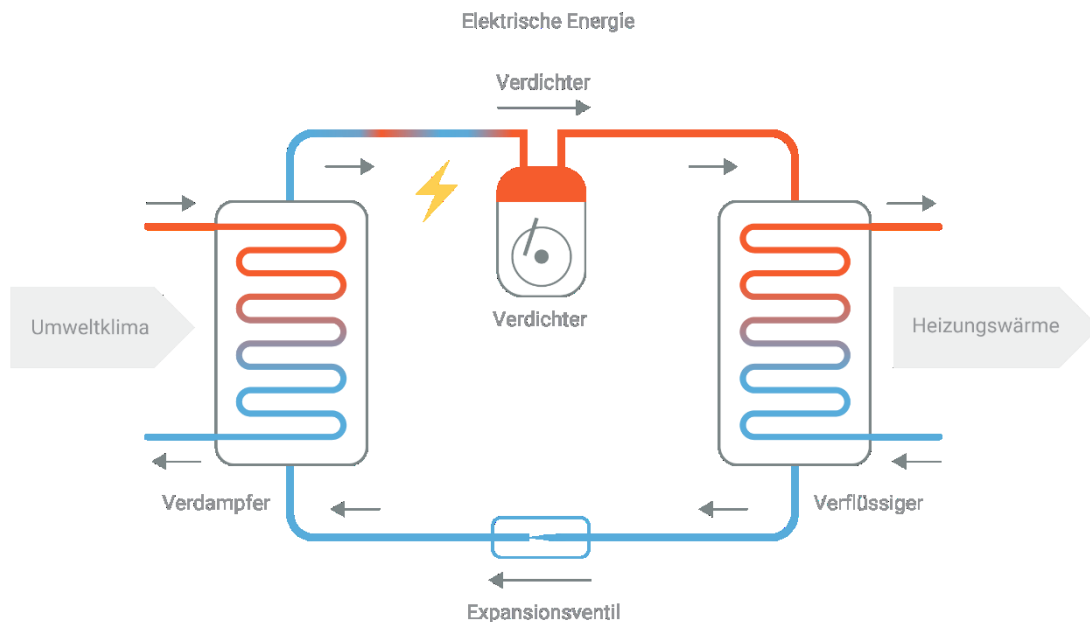 Elektrische Energie
Verdichter
Verdichter
Umweltklima
Heizungswärme
Verdampfer
Verflüssiger
Expansionsventil